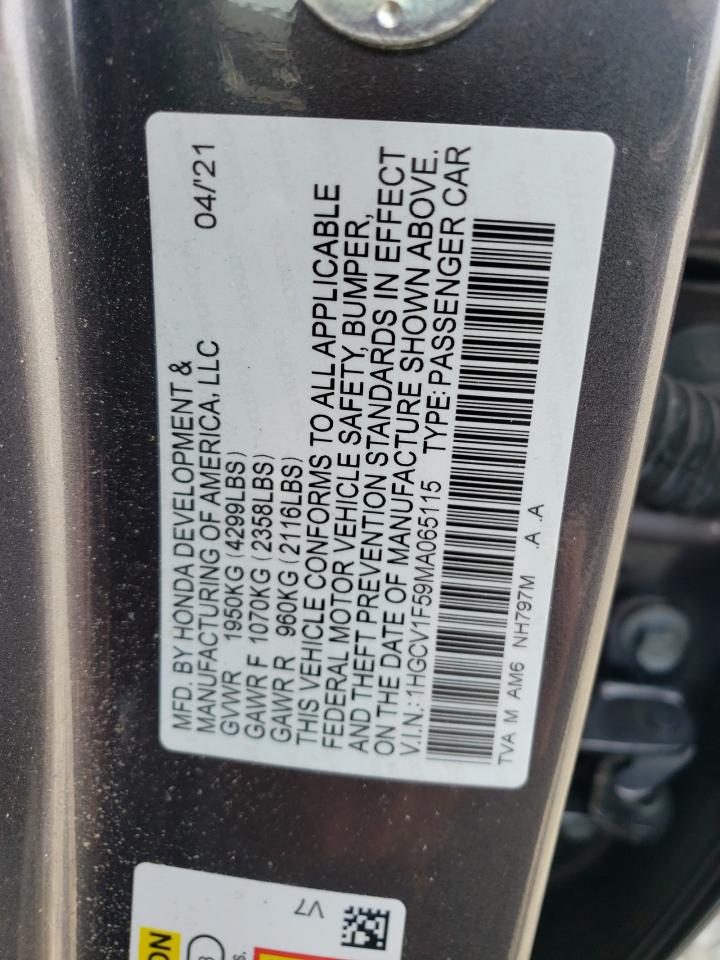 MFD. BY HONDA DEVELOPMENT &
MANUFACTURING OF AMERICA, LLC 04/'21
GVWR 1950KG (4299LBS)
GAWR F 1070KG (2358LBS)
GAWR R 960KG (2116LBS)
THIS VEHICLE CONFORMS TO ALL APPLICABLE
FEDERAL MOTOR VEHICLE SAFETY, BUMPER,
AND THEFT PREVENTION STANDARDS IN EFFECT
ON THE DATE OF MANUFACTURE SHOWN ABOVE.
V.I.N.: 1HGCV1F59MA065115 TYPE: PASSENGER CAR
TVA M AM6 NH797M .A .A
V7